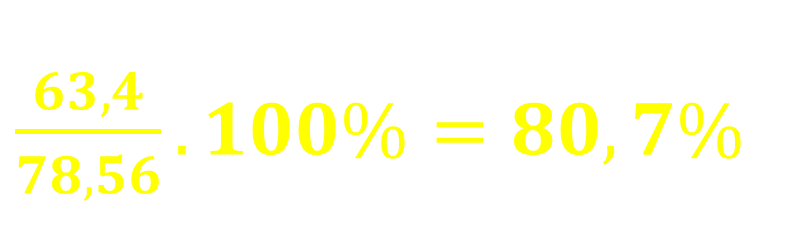 63,4
78,56 . 100% = 80,7%